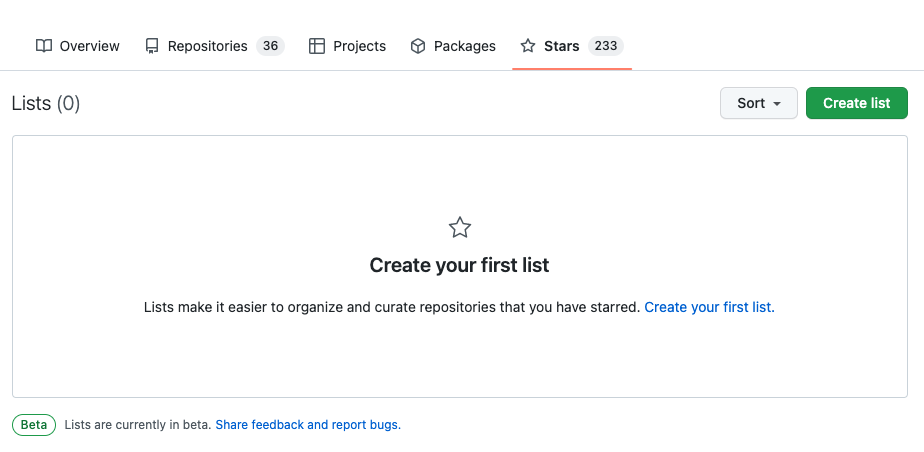 Overview Repositories 36 Projects Packages Stars 233
Lists (0) Sort Create list
Create your first list
Lists make it easier to organize and curate repositories that you have starred. Create your first list.
Beta Lists are currently in beta. Share feedback and report bugs.